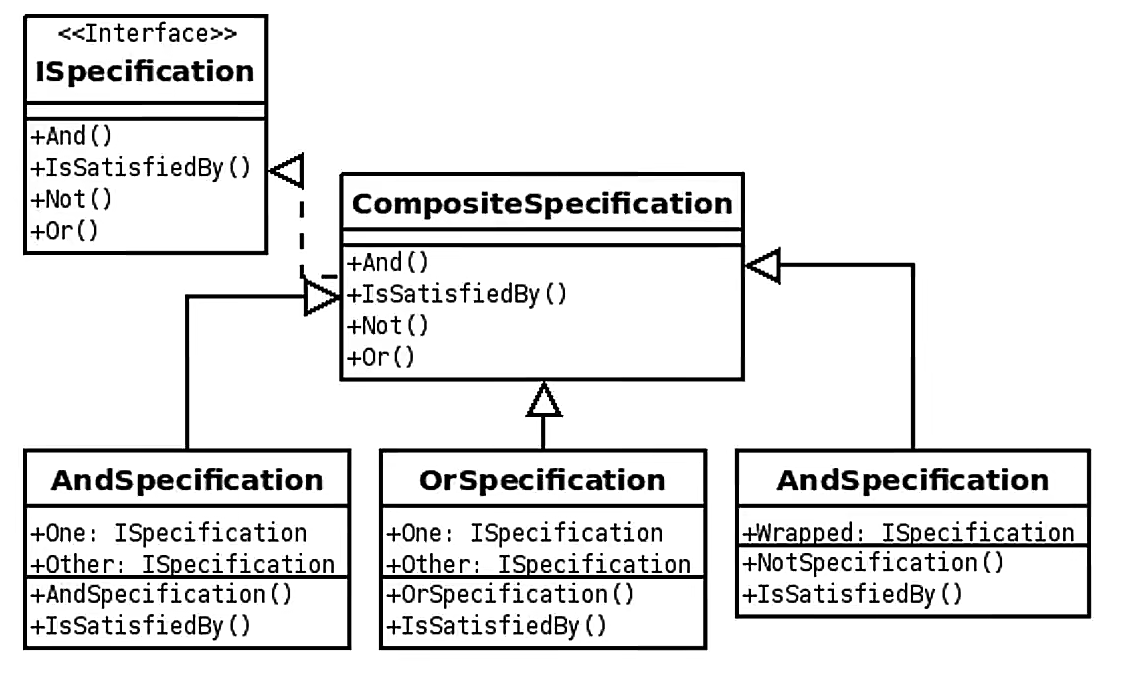 <<Interface>>
ISpecification
+And()
+IsSatisfiedBy()
+Not()
+Or()
CompositeSpecification
+And()
+IsSatisfiedBy()
+Not()
+Or()
AndSpecification
+One: ISpecification
+Other: ISpecification
+AndSpecification()
+IsSatisfiedBy()
OrSpecification
+One: ISpecification
+Other: ISpecification
+OrSpecification()
+IsSatisfiedBy()
AndSpecification
+Wrapped: ISpecification
+NotSpecification()
+IsSatisfiedBy()